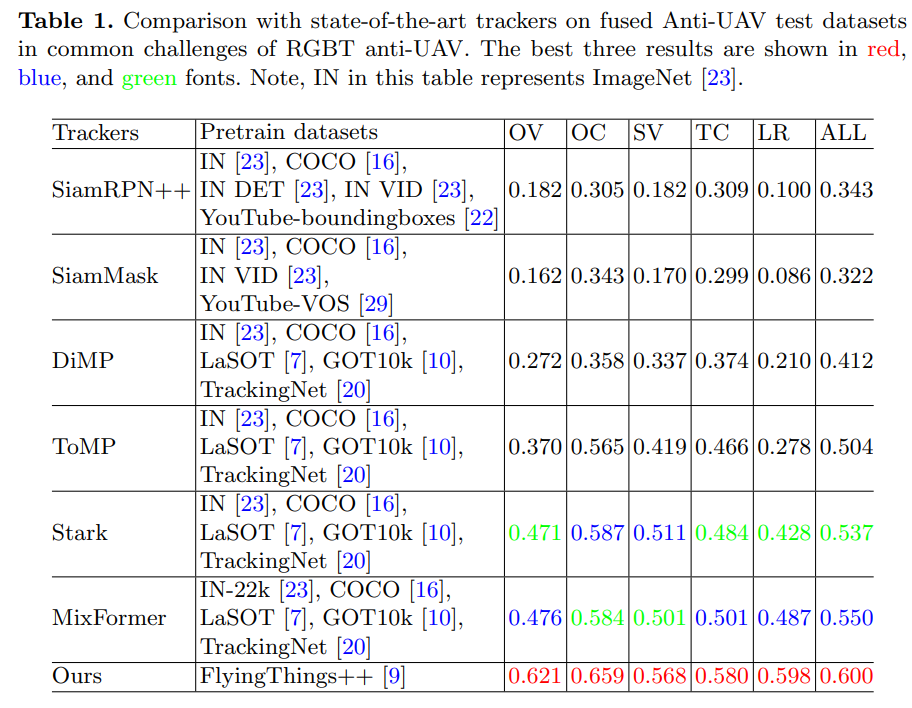 Table 1. Comparison with state-of-the-art trackers on fused Anti-UAV test datasets
in common challenges of RGBT anti-UAV. The best three results are shown in red,
blue, and green fonts. Note, IN in this table represents ImageNet [23].
Trackers Pretrain datasets OV OC SV TC LR ALL
IN [23], COCO [16],
SiamRPN++ IN DET [23], IN VID [23], 0.182 0.305 0.182 0.309 0.100 0.343
YouTube-boundingboxes [22]
IN [23], COCO [16],
SiamMask IN VID [23], 0.162 0.343 0.170 0.299 0.086 0.322
YouTube-VOS [29]
IN [23], COCO [16],
DiMP LaSOT [7], GOT10k [10], 0.272 0.358 0.337 0.374 0.210 0.412
TrackingNet [20]
IN [23], COCO [16],
ToMP LaSOT [7], GOT10k [10], 0.370 0.565 0.419 0.466 0.278 0.504
TrackingNet [20]
IN [23], COCO [16],
Stark LaSOT [7], GOT10k [10], 0.471 0.587 0.511 0.484 0.428 0.537
TrackingNet [20]
IN-22k [23], COCO [16],
MixFormer LaSOT [7], GOT10k [10], 0.476 0.584 0.501 0.501 0.487 0.550
TrackingNet [20]
Ours FlyingThings++ [9] 0.621 0.659 0.568 0.580 0.598 0.600